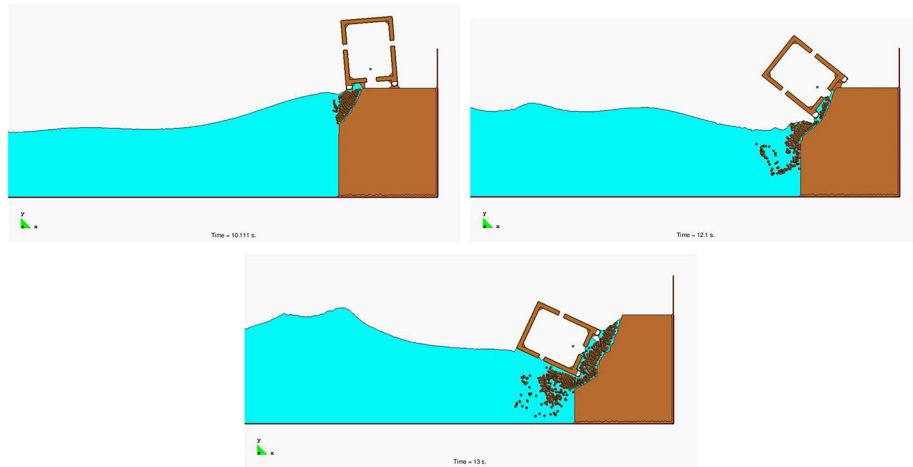 y
x
Time = 10.111 s.
y
x
Time = 12.1 s.
y
x
Time = 13 s.